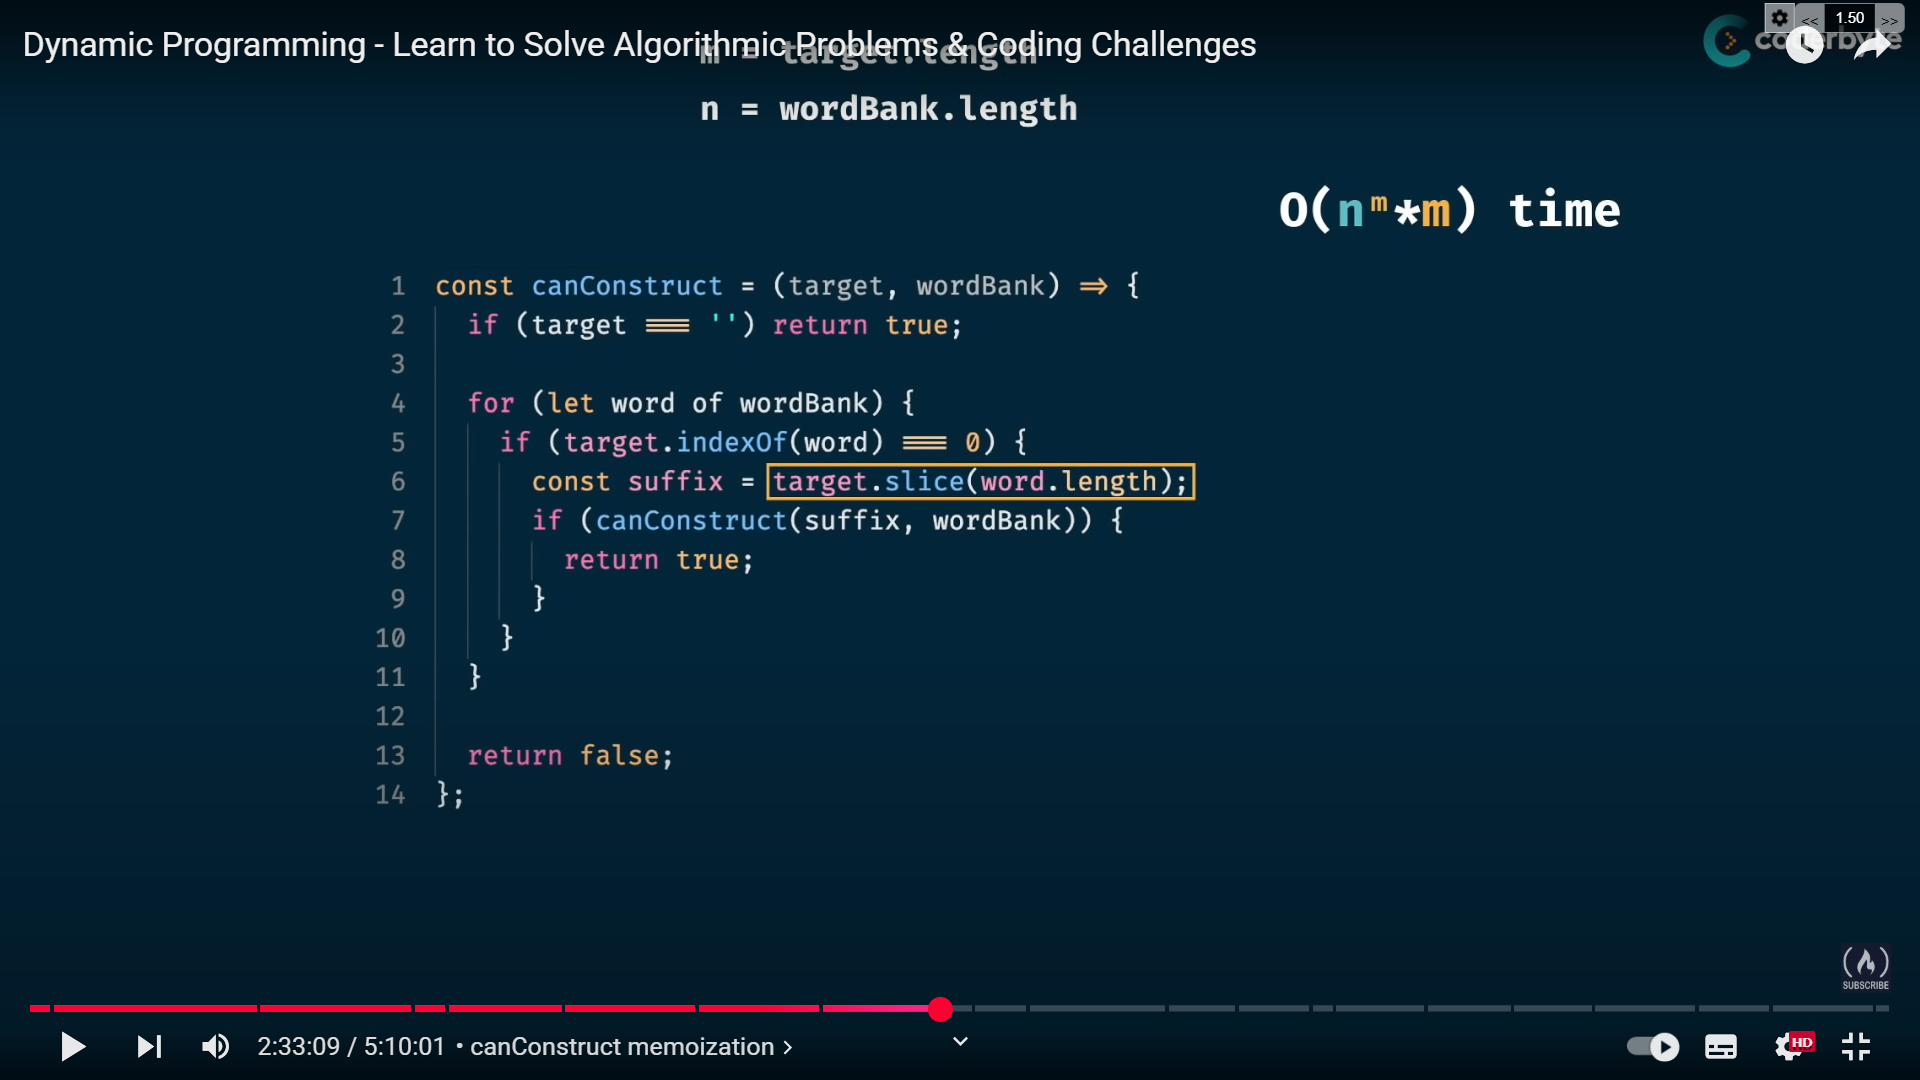 1.50
<< >>
Dynamic Programming - Learn to Solve Algorithmic Problems & Coding Challenges
coderbyte
m = target.length
n = wordBank.length
O(nᵐ*m) time
1 const canConstruct = (target, wordBank) => {
2 if (target === '') return true;
3
4 for (let word of wordBank) {
5 if (target.indexOf(word) === 0) {
6 const suffix = target.slice(word.length);
7 if (canConstruct(suffix, wordBank)) {
8 return true;
9 }
10 }
11 }
12
13 return false;
14 };
SUBSCRIBE
2:33:09 / 5:10:01 • canConstruct memoization >
HD